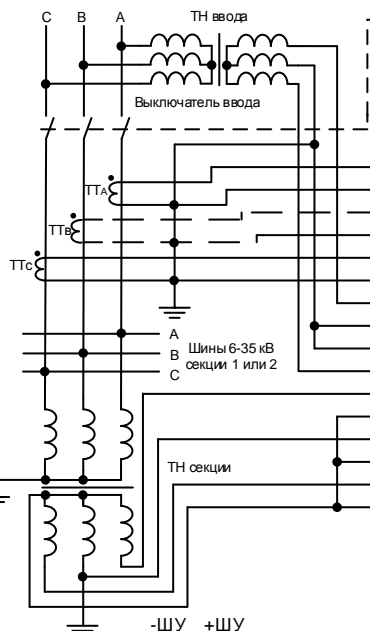 C B A ТН ввода
Выключатель ввода
ТТА
ТТв
ТТс
A
B Шины 6-35 кВ
C секции 1 или 2
ТН секции
-ШУ +ШУ